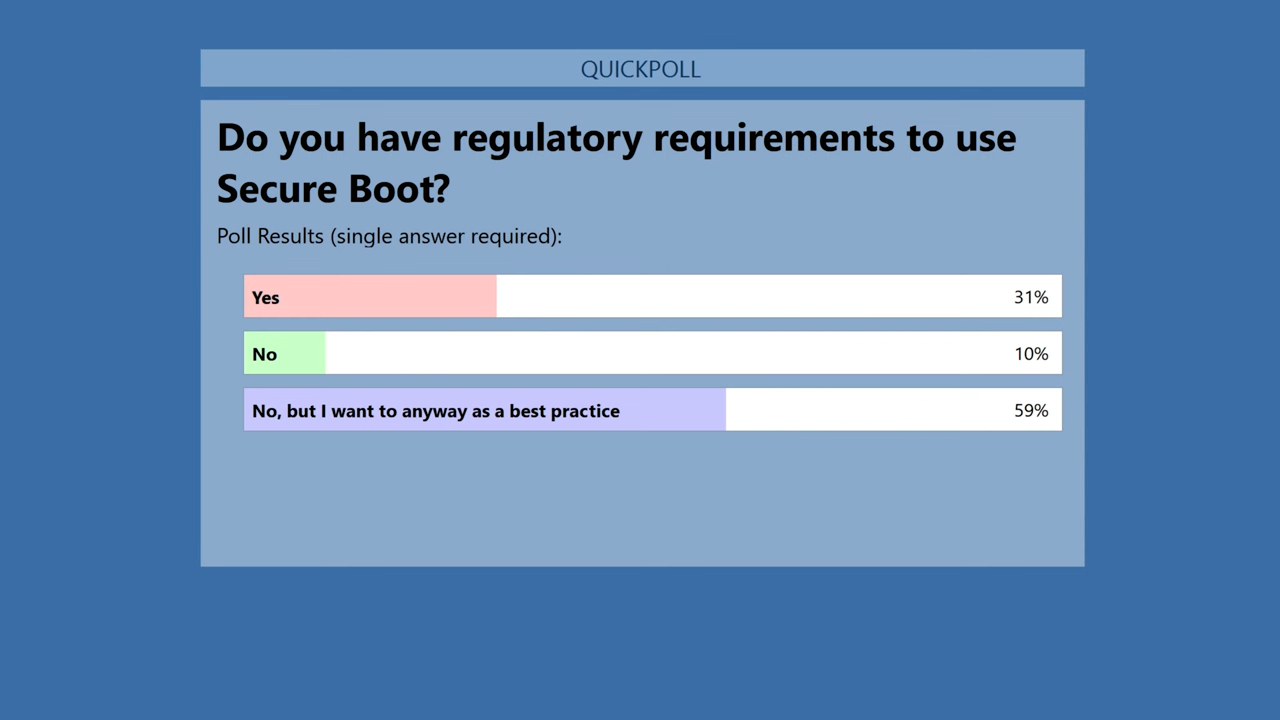 QUICKPOLL
Do you have regulatory requirements to use
Secure Boot?
Poll Results (single answer required):
Yes 31%
No 10%
No, but I want to anyway as a best practice 59%